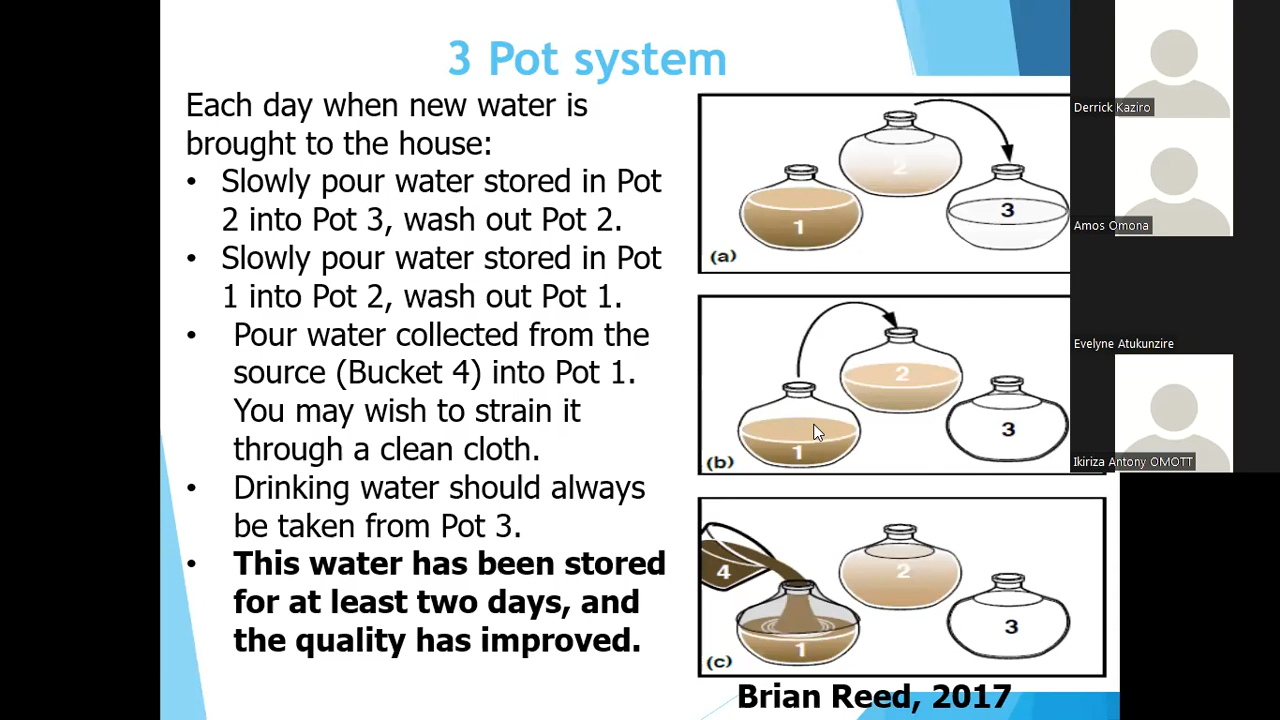 3 Pot system
Each day when new water is
brought to the house:
• Slowly pour water stored in Pot
2 into Pot 3, wash out Pot 2.
• Slowly pour water stored in Pot
1 into Pot 2, wash out Pot 1.
• Pour water collected from the
source (Bucket 4) into Pot 1.
You may wish to strain it
through a clean cloth.
• Drinking water should always
be taken from Pot 3.
• This water has been stored
for at least two days, and
the quality has improved.
2
1
3
(a)
2
1
3
(b)
4
2
1
3
(c)
Brian Reed, 2017
Derrick Kaziro
Amos Omona
Evelyne Atukunzire
Ikiriza Antony OMOTT